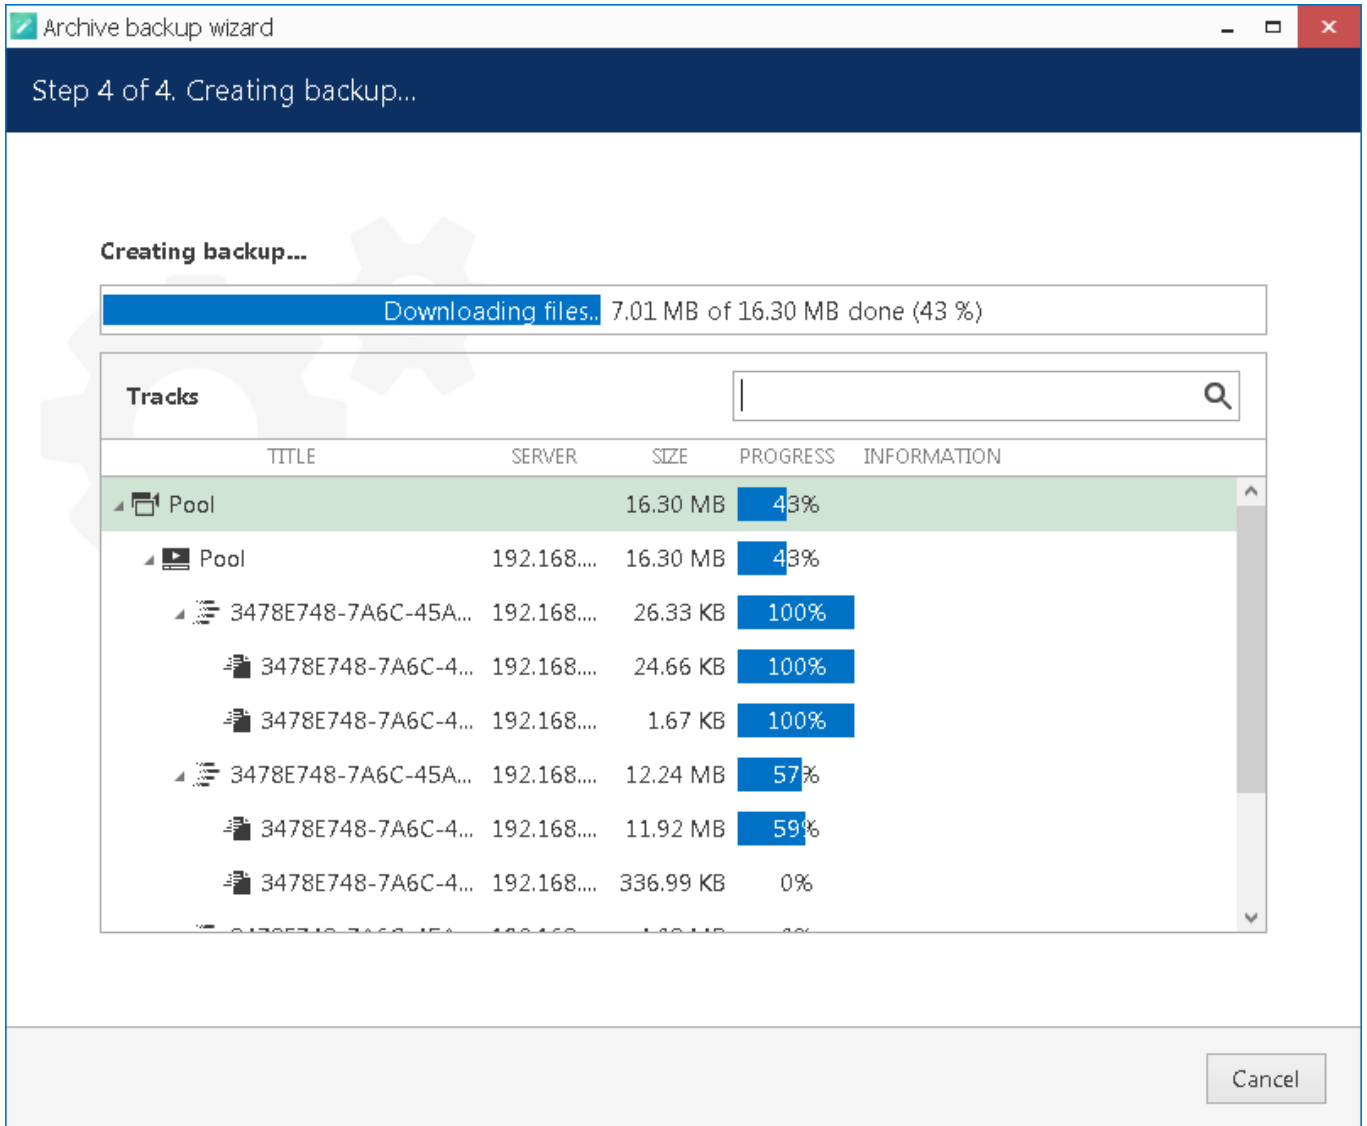 Archive backup wizard
Step 4 of 4. Creating backup...
Creating backup...
Downloading files.. 7.01 MB of 16.30 MB done (43 %)
Tracks
TITLE SERVER SIZE PROGRESS INFORMATION
Pool 16.30 MB 43%
Pool 192.168.... 16.30 MB 43%
3478E748-7A6C-45A... 192.168.... 26.33 KB 100%
3478E748-7A6C-4... 192.168.... 24.66 KB 100%
3478E748-7A6C-4... 192.168.... 1.67 KB 100%
3478E748-7A6C-45A... 192.168.... 12.24 MB 57%
3478E748-7A6C-4... 192.168.... 11.92 MB 59%
3478E748-7A6C-4... 192.168.... 336.99 KB 0%
Cancel